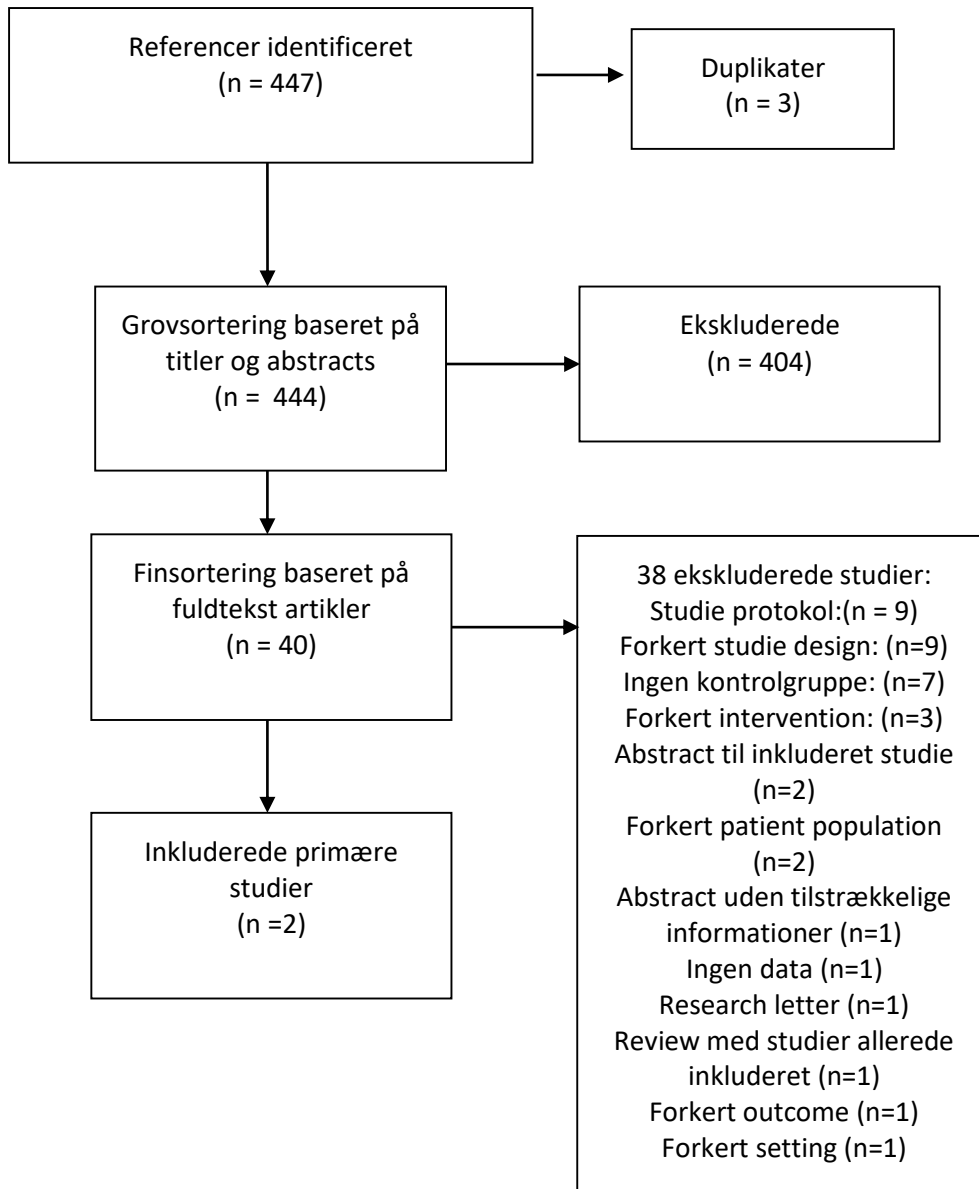 Referencer identificeret
(n = 447)
Duplikater
(n = 3)
Grovsortering baseret på
titler og abstracts
(n =  444)
Ekskluderede
(n = 404)
Finsortering baseret på
fuldtekst artikler
(n = 40)
38 ekskluderede studier:
Studie protokol:(n = 9)
Forkert studie design: (n=9)
Ingen kontrolgruppe: (n=7)
Forkert intervention: (n=3)
Abstract til inkluderet studie
(n=2)
Forkert patient population
(n=2)
Abstract uden tilstrækkelige
informationer (n=1)
Ingen data (n=1)
Research letter (n=1)
Review med studier allerede
inkluderet (n=1)
Forkert outcome (n=1)
Forkert setting (n=1)
Inkluderede primære
studier
(n =2)